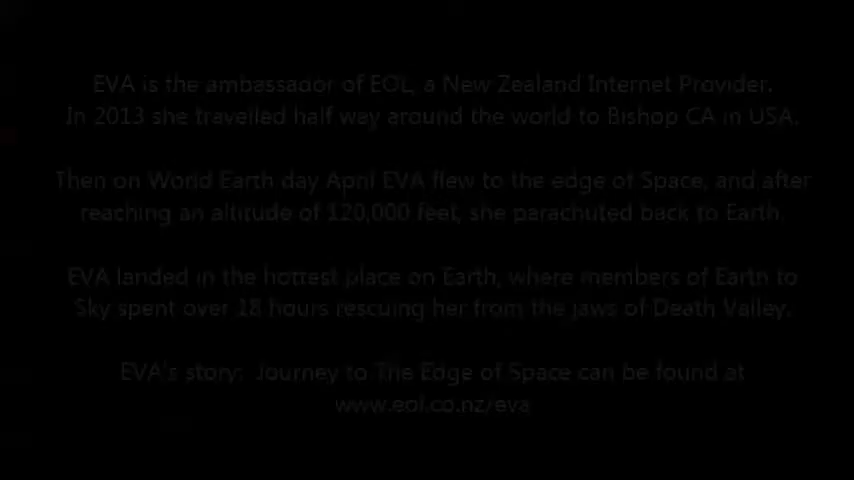 EVA is the ambassador of EOL, a New Zealand Internet Provider.
In 2013 she travelled half way around the world to Bishop CA in USA.
Then on World Earth day April EVA flew to the edge of Space, and after
reaching an altitude of 120,000 feet, she parachuted back to Earth.
EVA landed in the hottest place on Earth, where members of Earth to
Sky spent over 18 hours rescuing her from the jaws of Death Valley.
EVA's story: Journey to The Edge of Space can be found at
www.eol.co.nz/eva